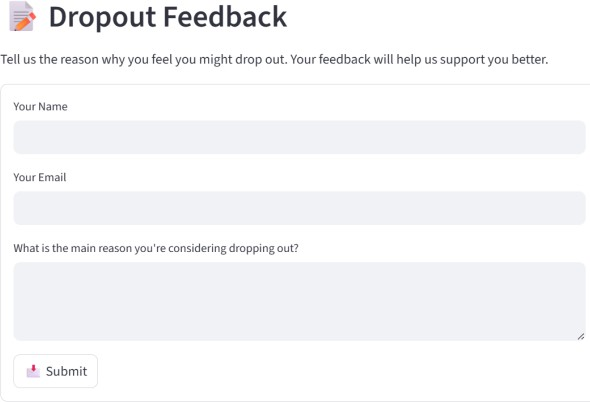 Dropout Feedback
Tell us the reason why you feel you might drop out. Your feedback will help us support you better.
Your Name
Your Email
What is the main reason you're considering dropping out?
Submit